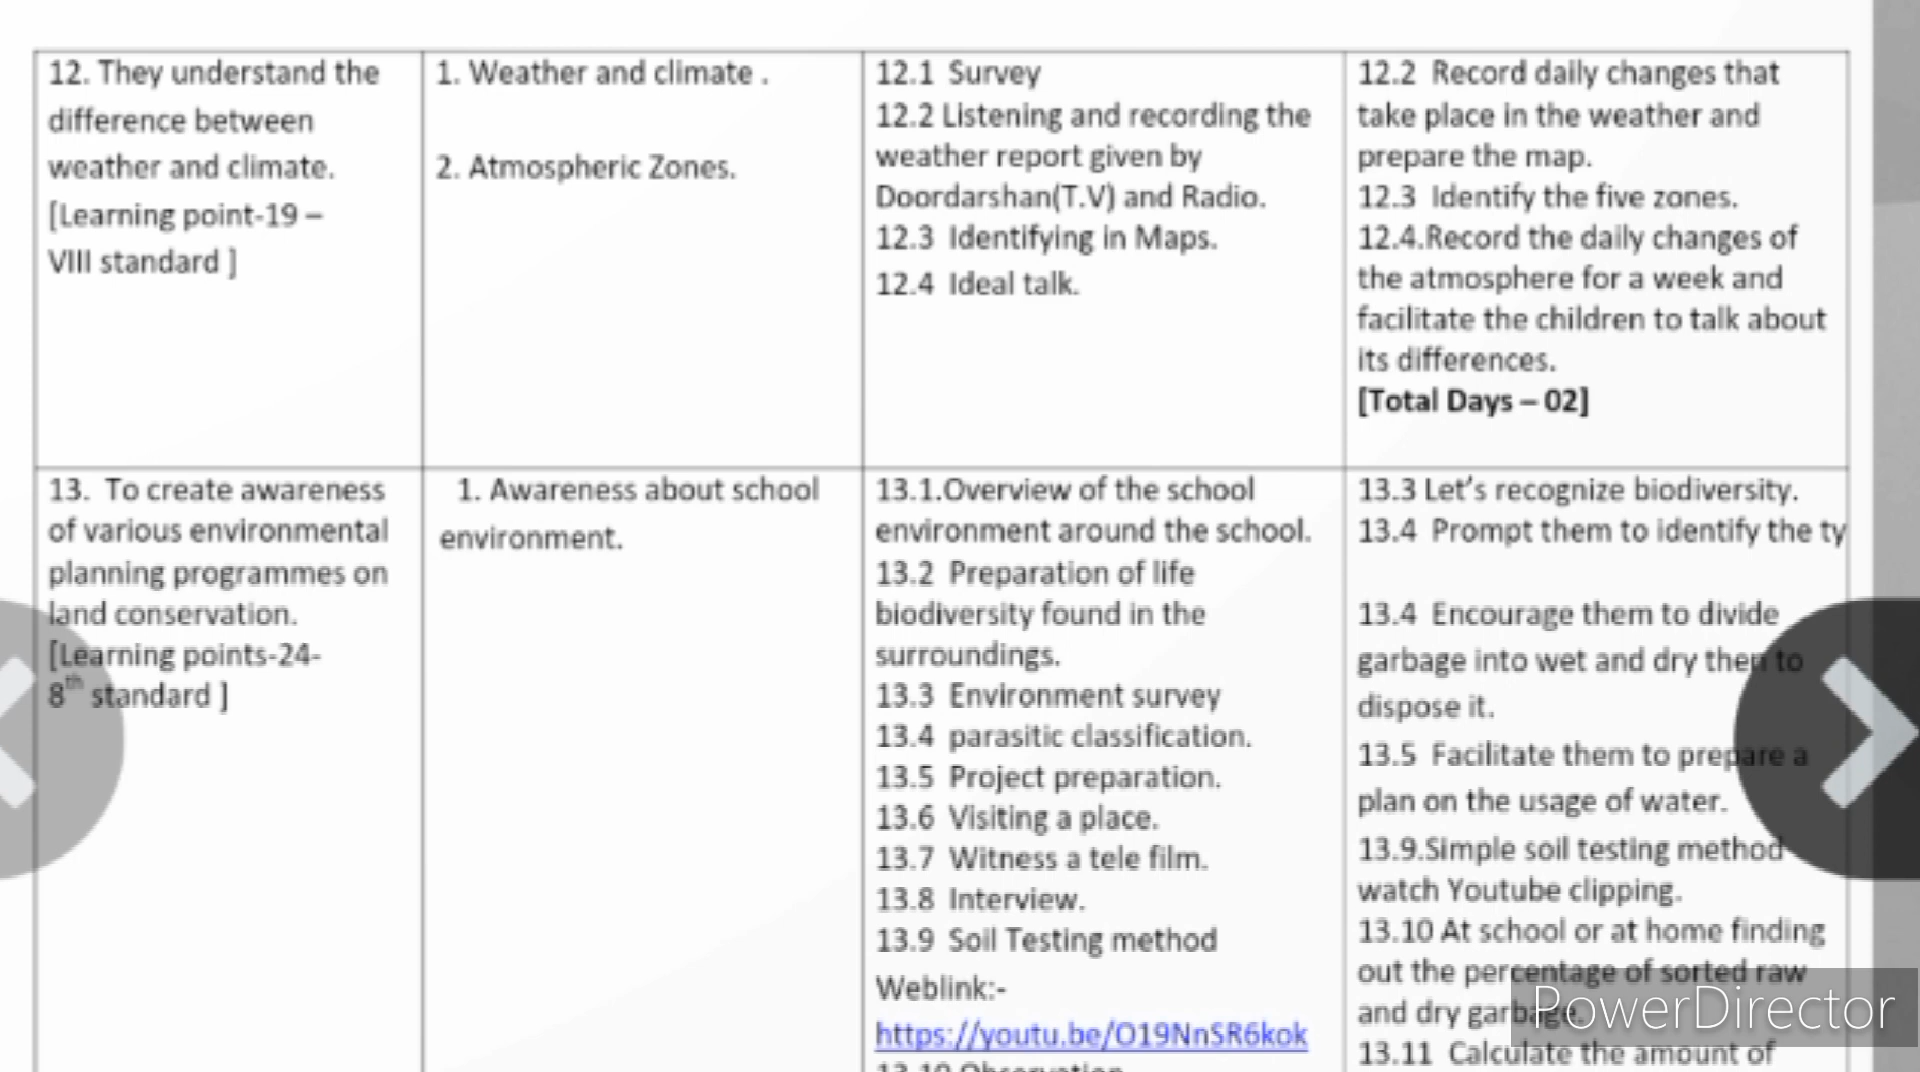 12. They understand the
difference between
weather and climate.
[Learning point-19 –
VIII standard ]
1. Weather and climate .
2. Atmospheric Zones.
12.1 Survey
12.2 Listening and recording the
weather report given by
Doordarshan(T.V) and Radio.
12.3 Identifying in Maps.
12.4 Ideal talk.
12.2 Record daily changes that
take place in the weather and
prepare the map.
12.3 Identify the five zones.
12.4.Record the daily changes of
the atmosphere for a week and
facilitate the children to talk about
its differences.
[Total Days – 02]
13. To create awareness
of various environmental
planning programmes on
land conservation.
[Learning points-24-
8th standard ]
1. Awareness about school
environment.
13.1.Overview of the school
environment around the school.
13.2 Preparation of life
biodiversity found in the
surroundings.
13.3 Environment survey
13.4 parasitic classification.
13.5 Project preparation.
13.6 Visiting a place.
13.7 Witness a tele film.
13.8 Interview.
13.9 Soil Testing method
Weblink:-
https://youtu.be/O19NnSR6kok
13.10 Observation
13.3 Let's recognize biodiversity.
13.4 Prompt them to identify the ty
13.4 Encourage them to divide
garbage into wet and dry then to
dispose it.
13.5 Facilitate them to prepare a
plan on the usage of water.
13.9.Simple soil testing method
watch Youtube clipping.
13.10 At school or at home finding
out the percentage of sorted raw
and dry garbage.
13.11 Calculate the amount of
PowerDirector